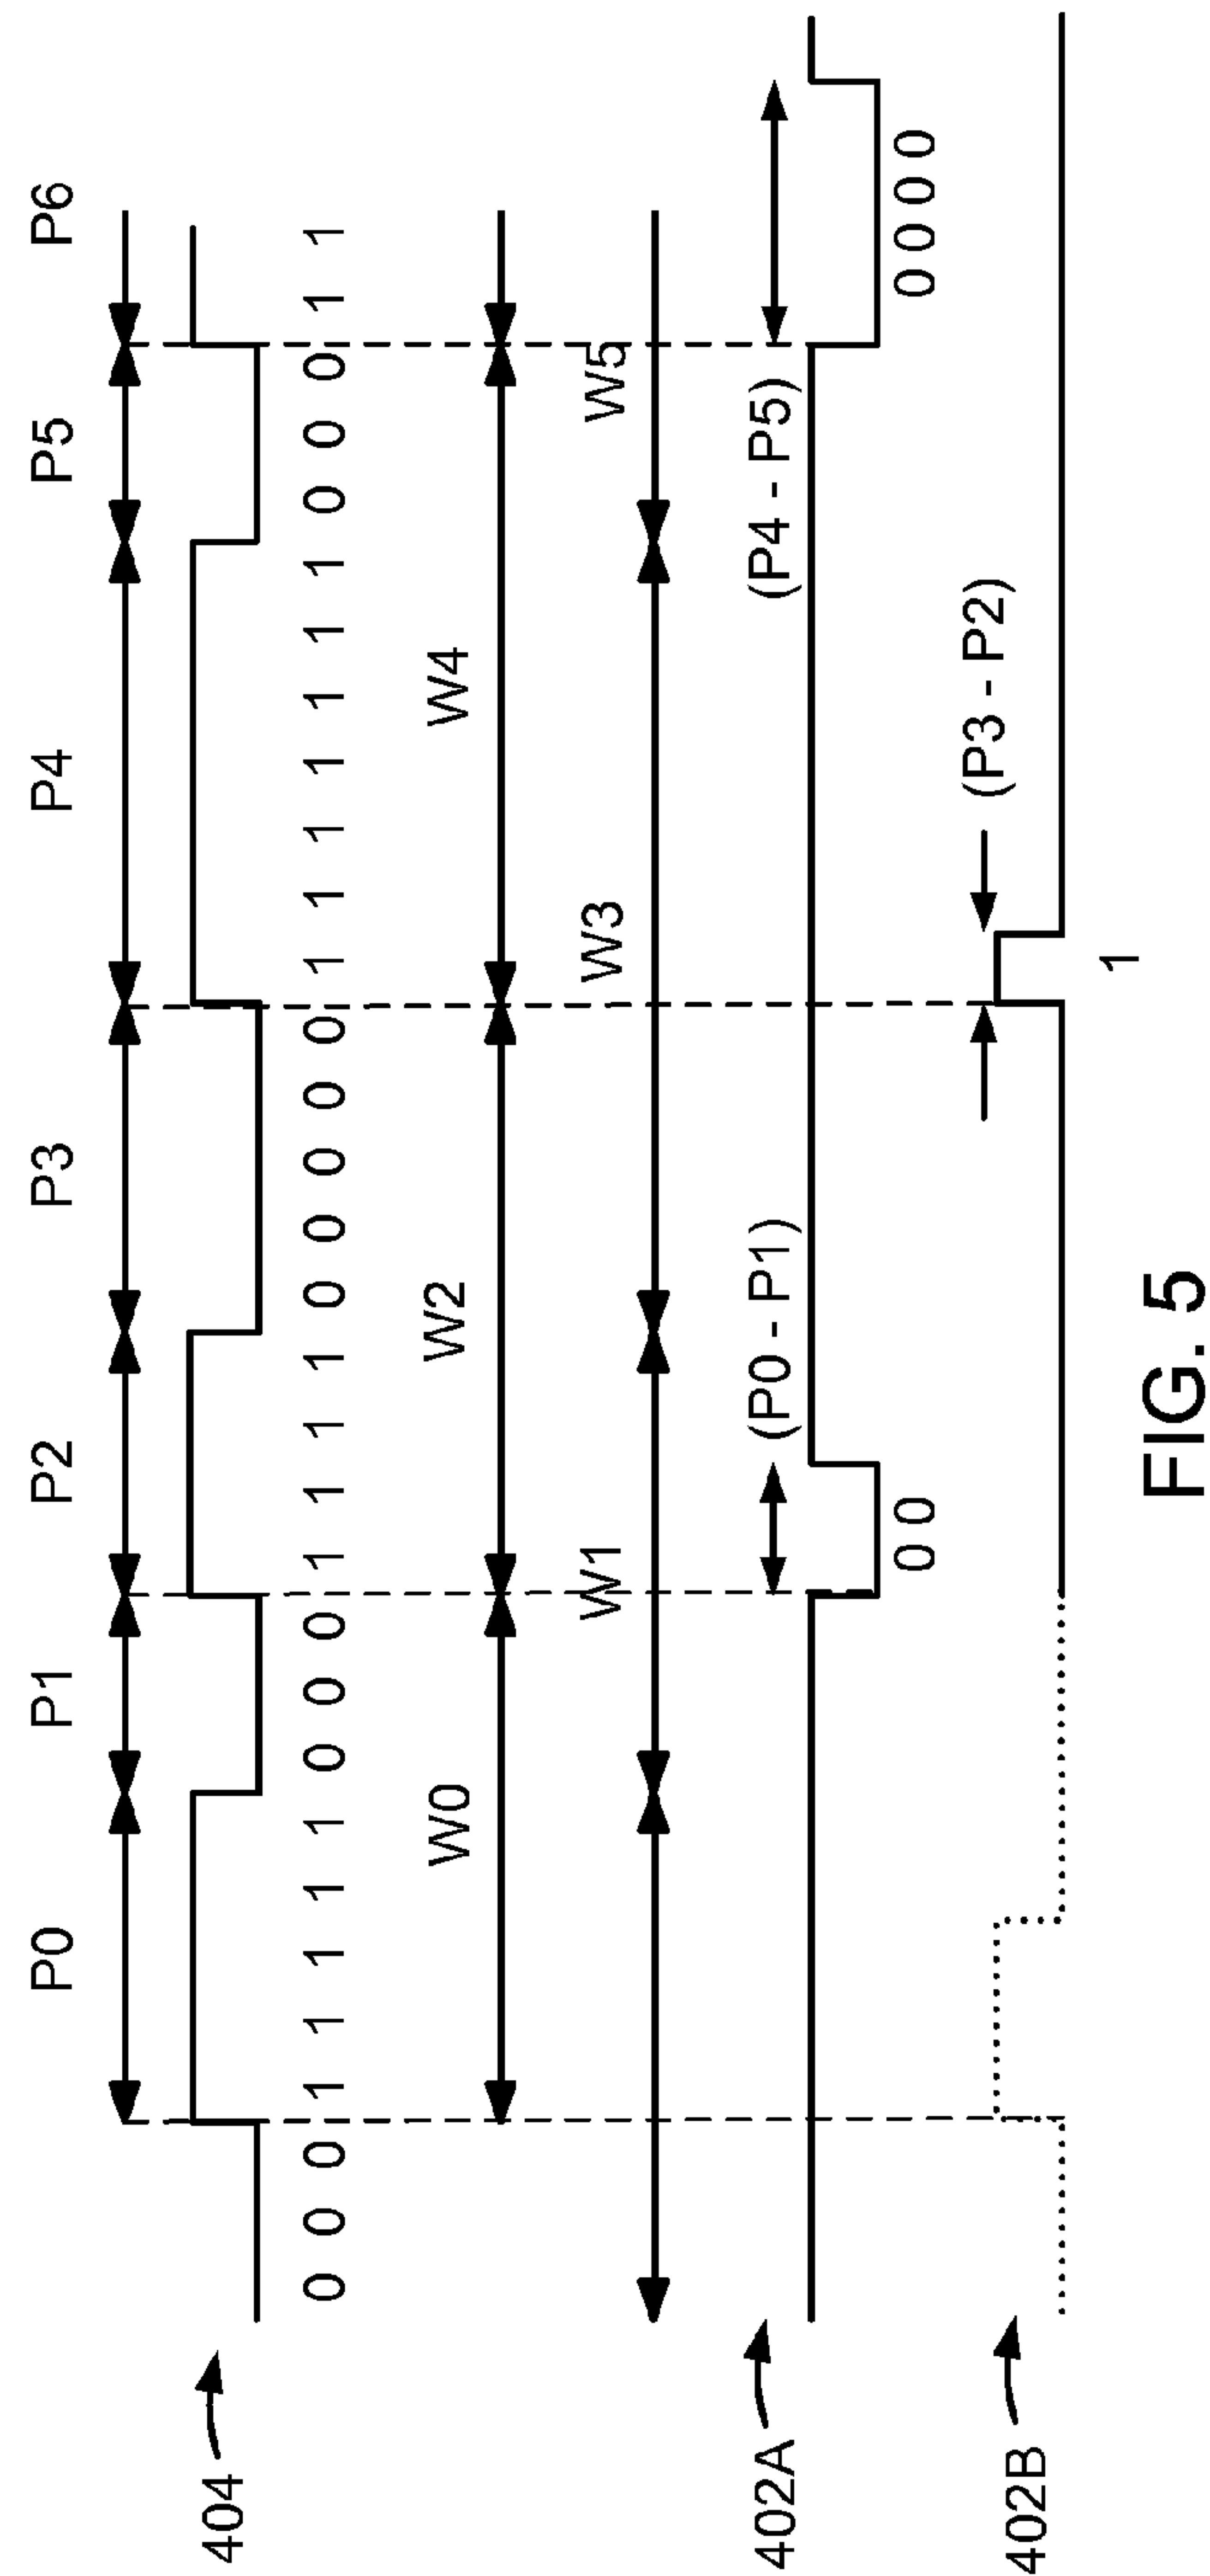 P0 P1 P2 P3 P4 P5 P6
404
0 0 0 1 1 1 1 1 0 0 0 1 1 1 1 0 0 0 0 0 1 1 1 1 1 1 1 0 0 0 1 1
W0 W2 W4
W1 W3 W5
402A (P0 - P1) (P4 - P5)
0 0 0 0 0 0
402B (P3 - P2)
1
FIG. 5